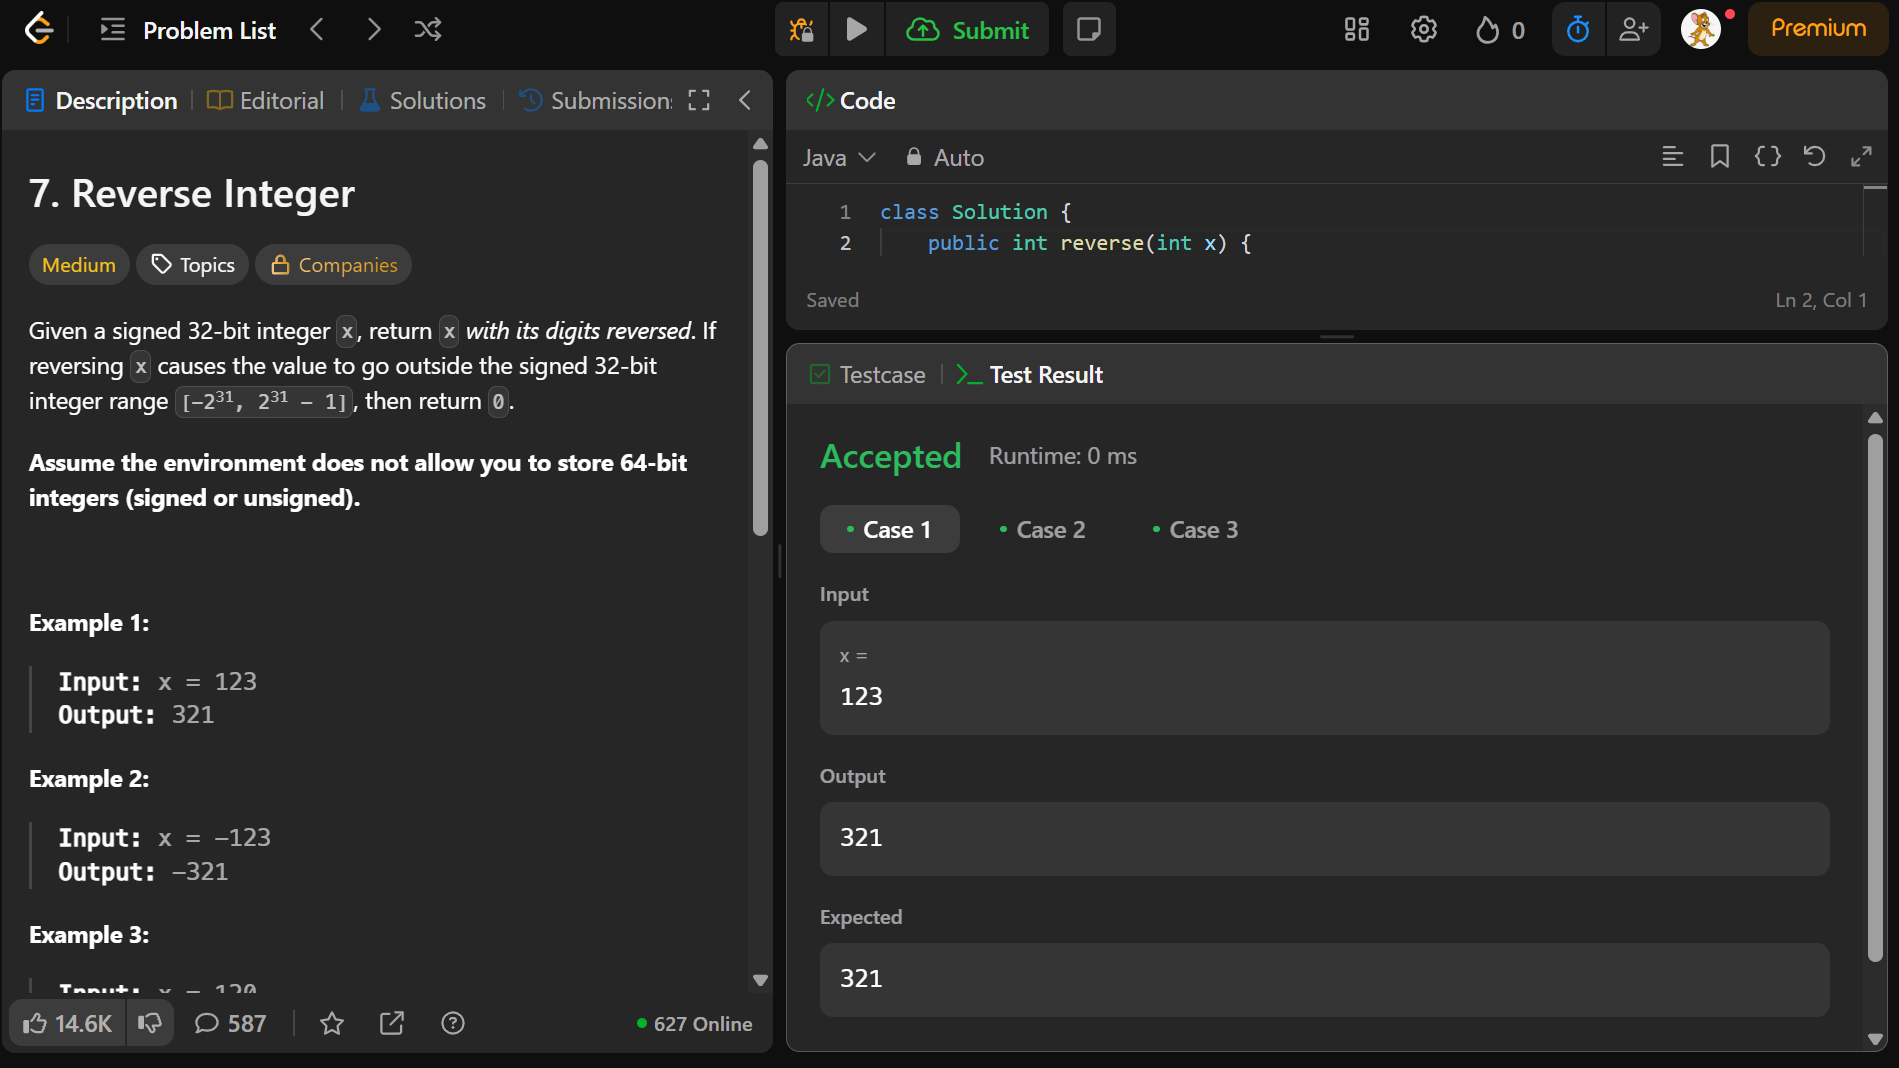 Problem List
Submit
0
Premium
Description
Editorial
Solutions
Submission
7. Reverse Integer
Medium
Topics
Companies
Given a signed 32-bit integer x, return x with its digits reversed. If
reversing x causes the value to go outside the signed 32-bit
integer range [−2³¹, 2³¹ − 1], then return 0.
Assume the environment does not allow you to store 64-bit
integers (signed or unsigned).
Example 1:
Input: x = 123
Output: 321
Example 2:
Input: x = −123
Output: −321
Example 3:
Input: x = 120
14.6K
587
627 Online
</> Code
Java
Auto
1 class Solution {
2 public int reverse(int x) {
Saved
Ln 2, Col 1
Testcase
Test Result
Accepted
Runtime: 0 ms
Case 1
Case 2
Case 3
Input
x =
123
Output
321
Expected
321